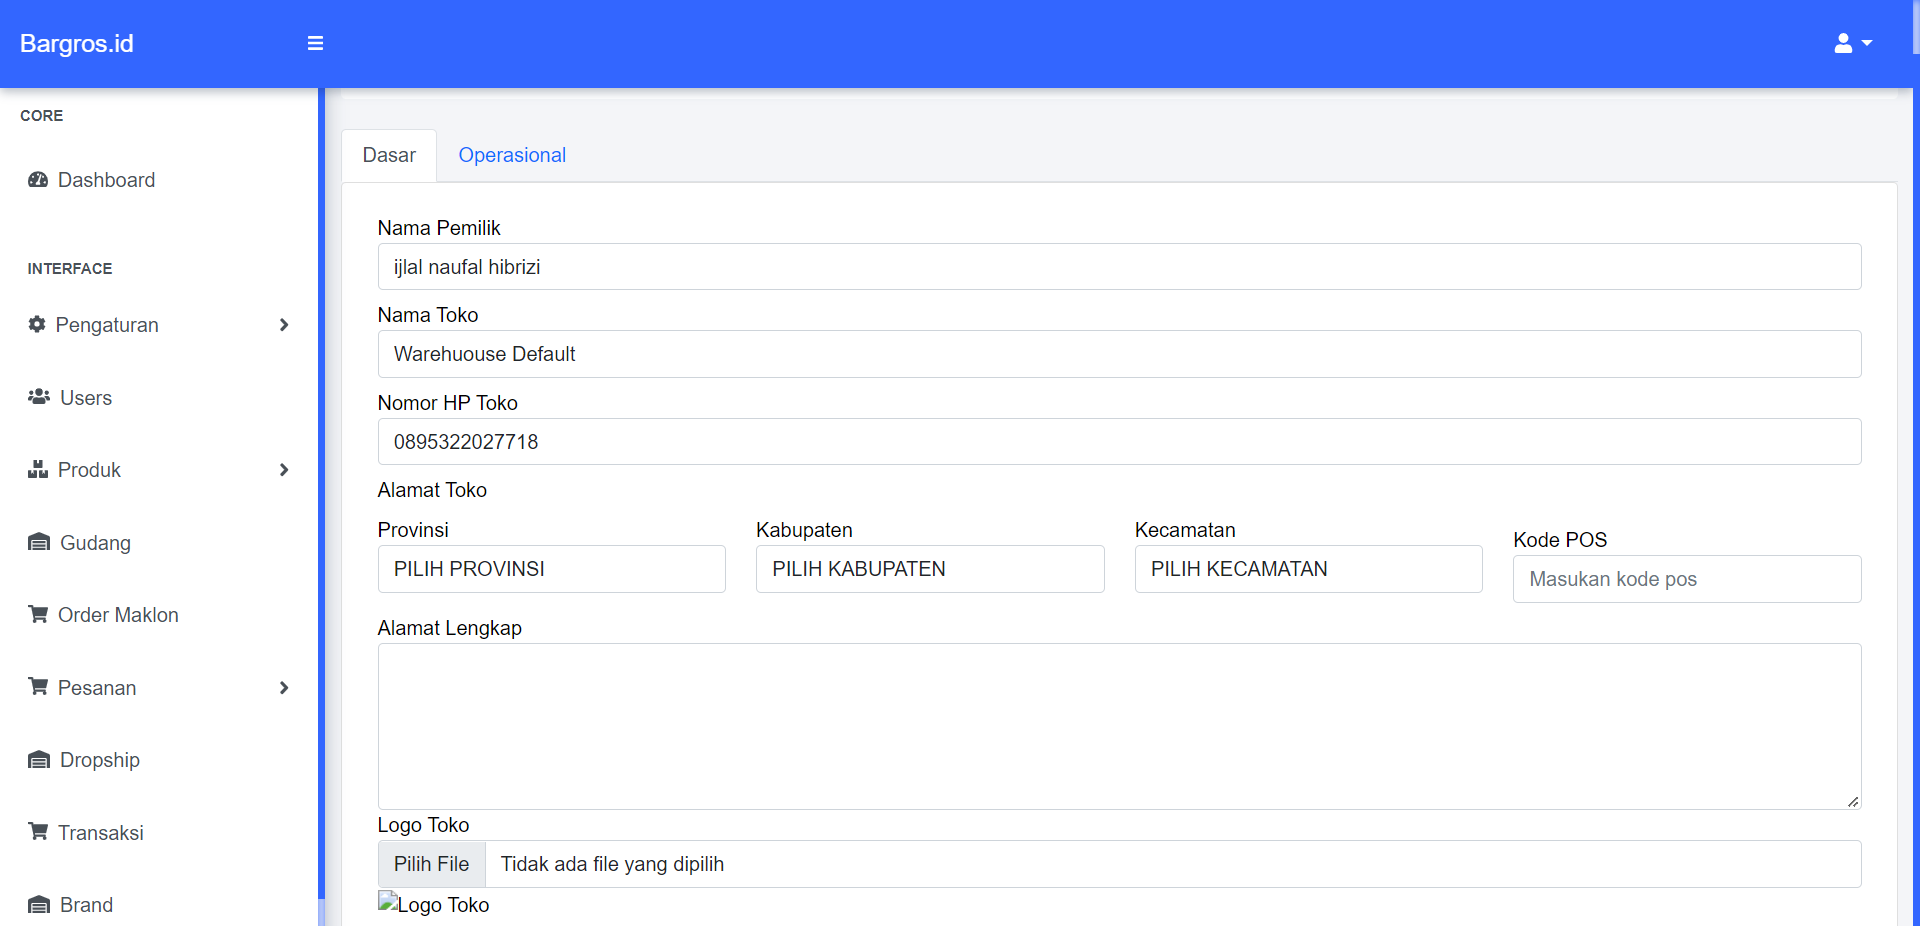 Bargros.id
CORE
Dashboard
INTERFACE
Pengaturan
Users
Produk
Gudang
Order Maklon
Pesanan
Dropship
Transaksi
Brand
Dasar Operasional
Nama Pemilik
ijlal naufal hibrizi
Nama Toko
Warehuouse Default
Nomor HP Toko
0895322027718
Alamat Toko
Provinsi Kabupaten Kecamatan Kode POS
PILIH PROVINSI PILIH KABUPATEN PILIH KECAMATAN Masukan kode pos
Alamat Lengkap
Logo Toko
Pilih File Tidak ada file yang dipilih
Logo Toko